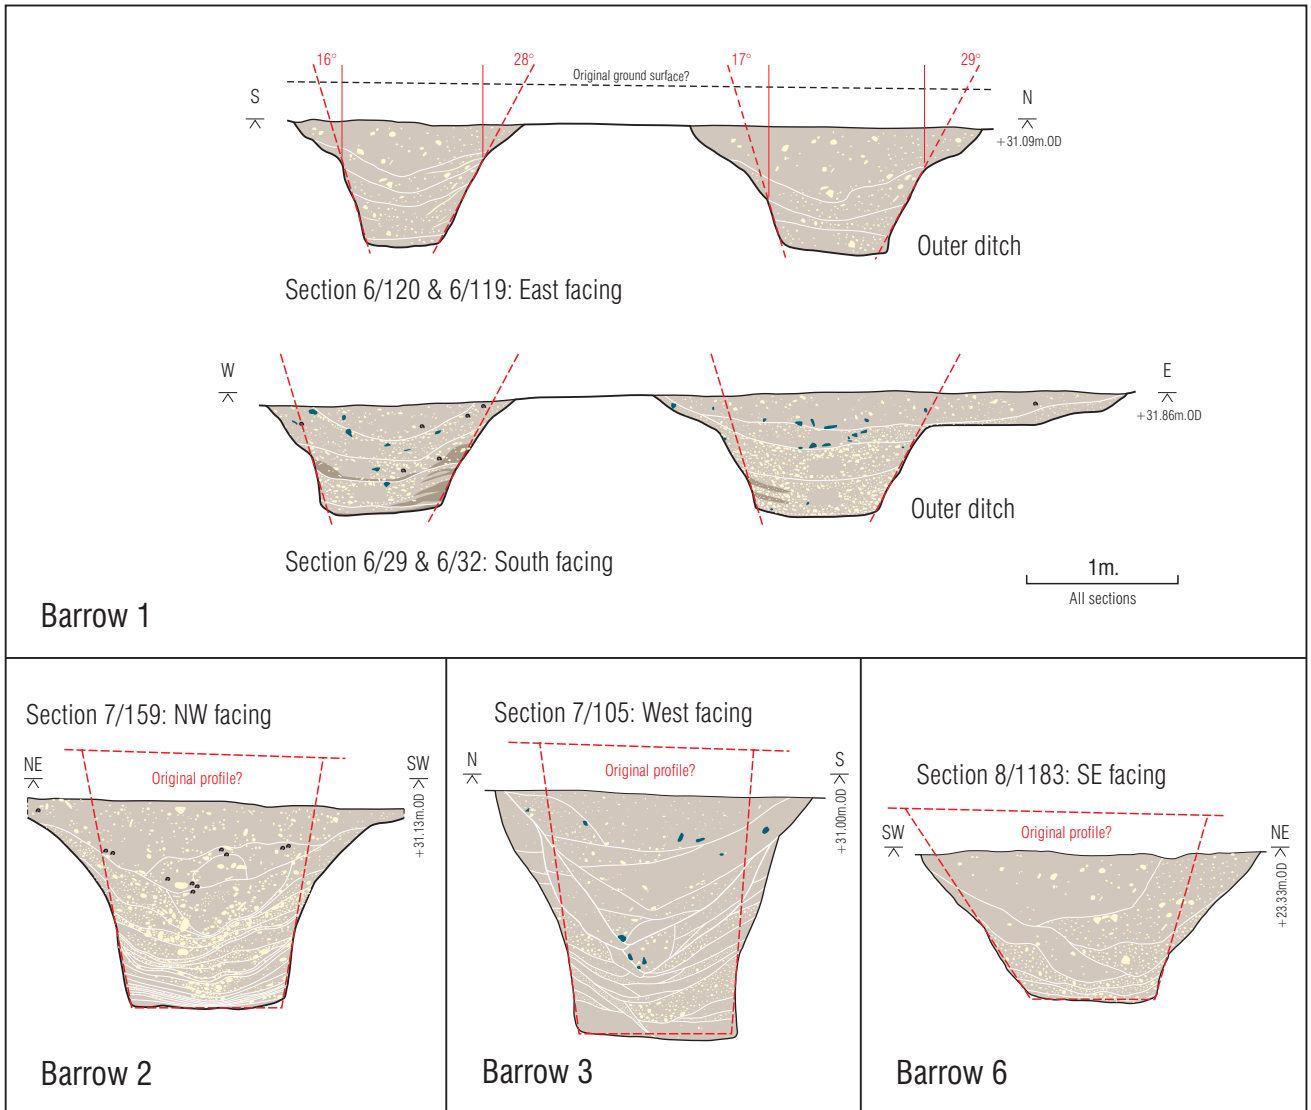 16°
28°
17°
29°
Original ground surface?
S
N
+31.09m.OD
Outer ditch
Section 6/120 & 6/119: East facing
W
E
+31.86m.OD
Outer ditch
Section 6/29 & 6/32: South facing
1m.
All sections
Barrow 1
Section 7/159: NW facing
NE
SW
Original profile?
+31.13m.OD
Barrow 2
Section 7/105: West facing
N
S
Original profile?
+31.00m.OD
Barrow 3
Section 8/1183: SE facing
SW
NE
Original profile?
+23.33m.OD
Barrow 6